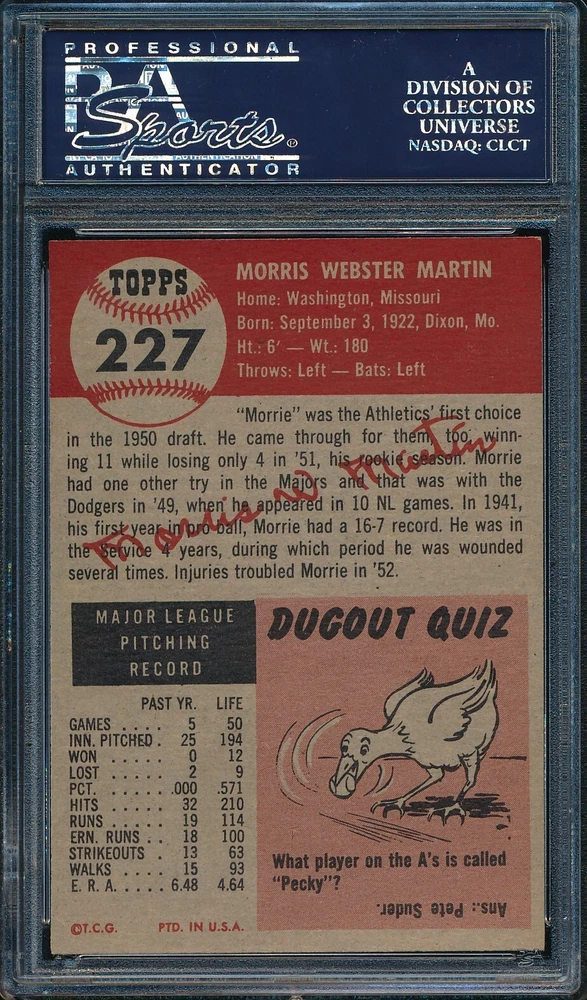 PROFESSIONAL
PSA
Sports
AUTHENTICATOR
A
DIVISION OF
COLLECTORS
UNIVERSE
NASDAQ: CLCT
TOPPS
227
MORRIS WEBSTER MARTIN
Home: Washington, Missouri
Born: September 3, 1922, Dixon, Mo.
Ht.: 6' — Wt.: 180
Throws: Left — Bats: Left
"Morrie" was the Athletics' first choice
in the 1950 draft. He came through for them, too, winn-
ing 11 while losing only 4 in '51, his rookie season. Morrie
had one other try in the Majors and that was with the
Dodgers in '49, when he appeared in 10 NL games. In 1941,
his first year in pro ball, Morrie had a 16-7 record. He was in
the Service 4 years, during which period he was wounded
several times. Injuries troubled Morrie in '52.
Morris W Martin
MAJOR LEAGUE
PITCHING
RECORD
PAST YR. LIFE
GAMES .... 5 50
INN. PITCHED . 25 194
WON ..... 0 12
LOST ..... 2 9
PCT. ..... .000 .571
HITS ..... 32 210
RUNS ..... 19 114
ERN. RUNS .. 18 100
STRIKEOUTS . 13 63
WALKS .... 15 93
E. R. A. .... 6.48 4.64
©T.C.G. PTD. IN U.S.A.
DUGOUT QUIZ
What player on the A's is called
"Pecky"?
Ans.: Pete Suder.